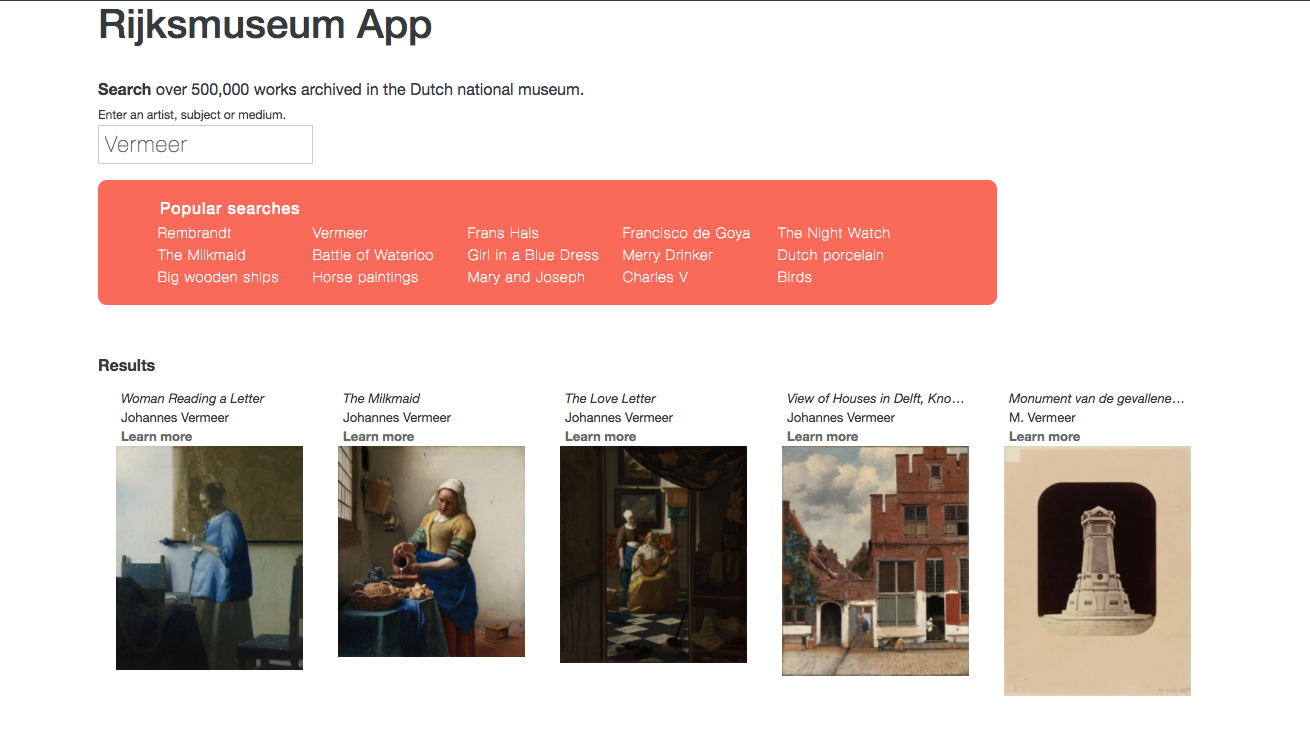 Rijksmuseum App
Search over 500,000 works archived in the Dutch national museum.
Enter an artist, subject or medium.
Vermeer
Popular searches
Rembrandt Vermeer Frans Hals Francisco de Goya The Night Watch
The Milkmaid Battle of Waterloo Girl in a Blue Dress Merry Drinker Dutch porcelain
Big wooden ships Horse paintings Mary and Joseph Charles V Birds
Results
Woman Reading a Letter
Johannes Vermeer
Learn more
The Milkmaid
Johannes Vermeer
Learn more
The Love Letter
Johannes Vermeer
Learn more
View of Houses in Delft, Kno…
Johannes Vermeer
Learn more
Monument van de gevallene…
M. Vermeer
Learn more